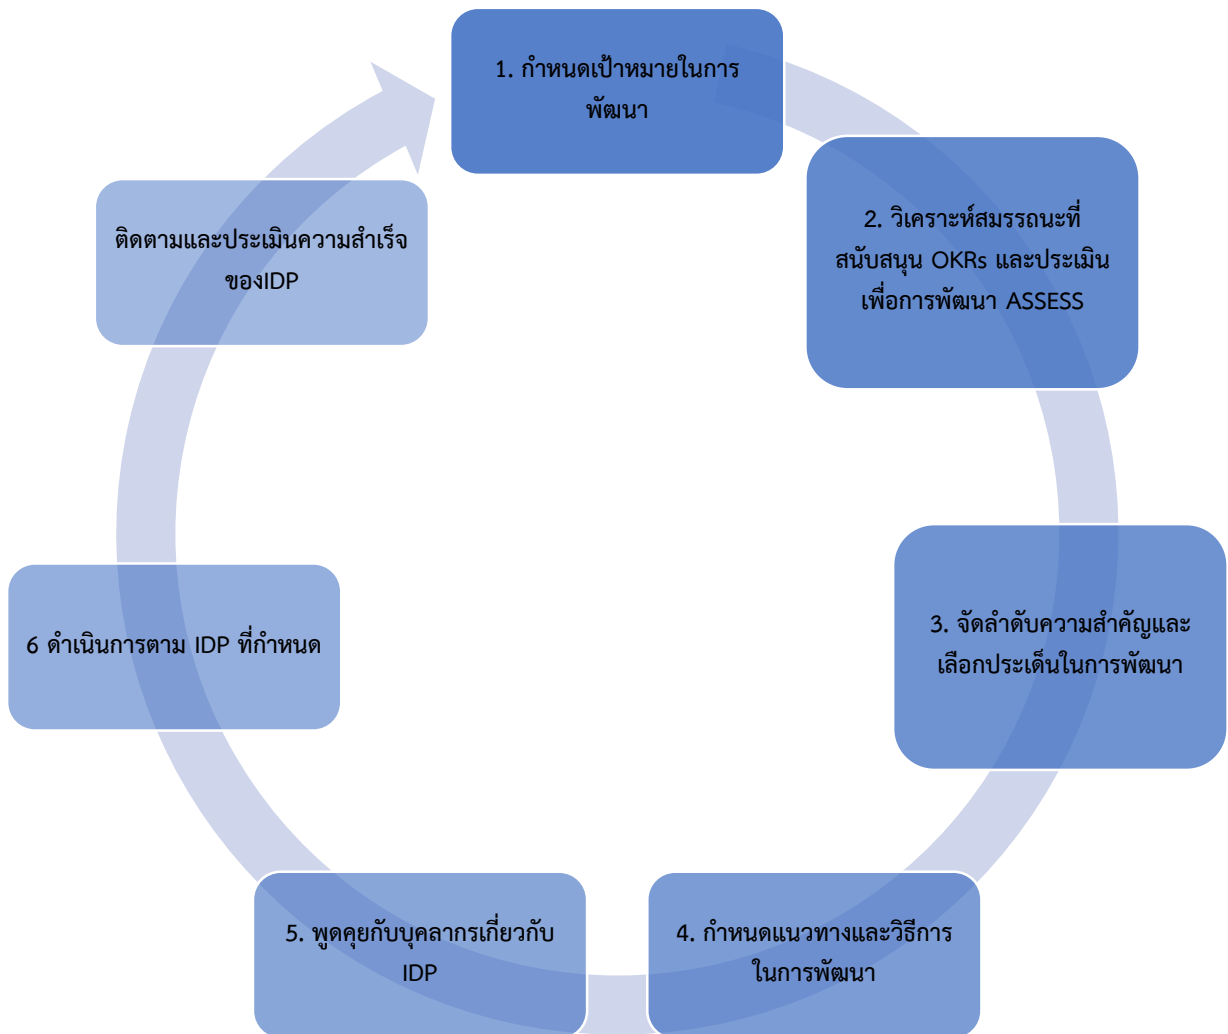 1. กำหนดเป้าหมายในการ
พัฒนา
2. วิเคราะห์สมรรถนะที่
สนับสนุน OKRs และประเมิน
เพื่อการพัฒนา ASSESS
3. จัดลำดับความสำคัญและ
เลือกประเด็นในการพัฒนา
4. กำหนดแนวทางและวิธีการ
ในการพัฒนา
5. พูดคุยกับบุคลากรเกี่ยวกับ
IDP
6 ดำเนินการตาม IDP ที่กำหนด
ติดตามและประเมินความสำเร็จ
ของIDP